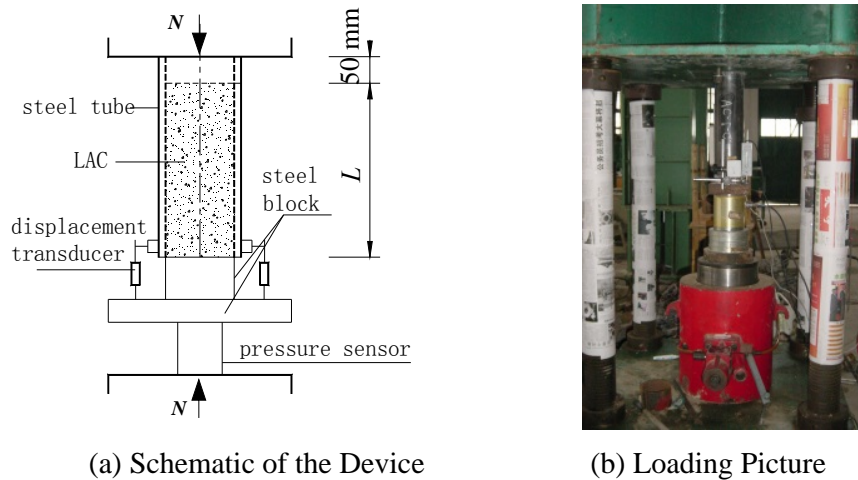 N
50 mm
steel tube
LAC
L
steel
block
displacement
transducer
pressure sensor
N
(a) Schematic of the Device
(b) Loading Picture